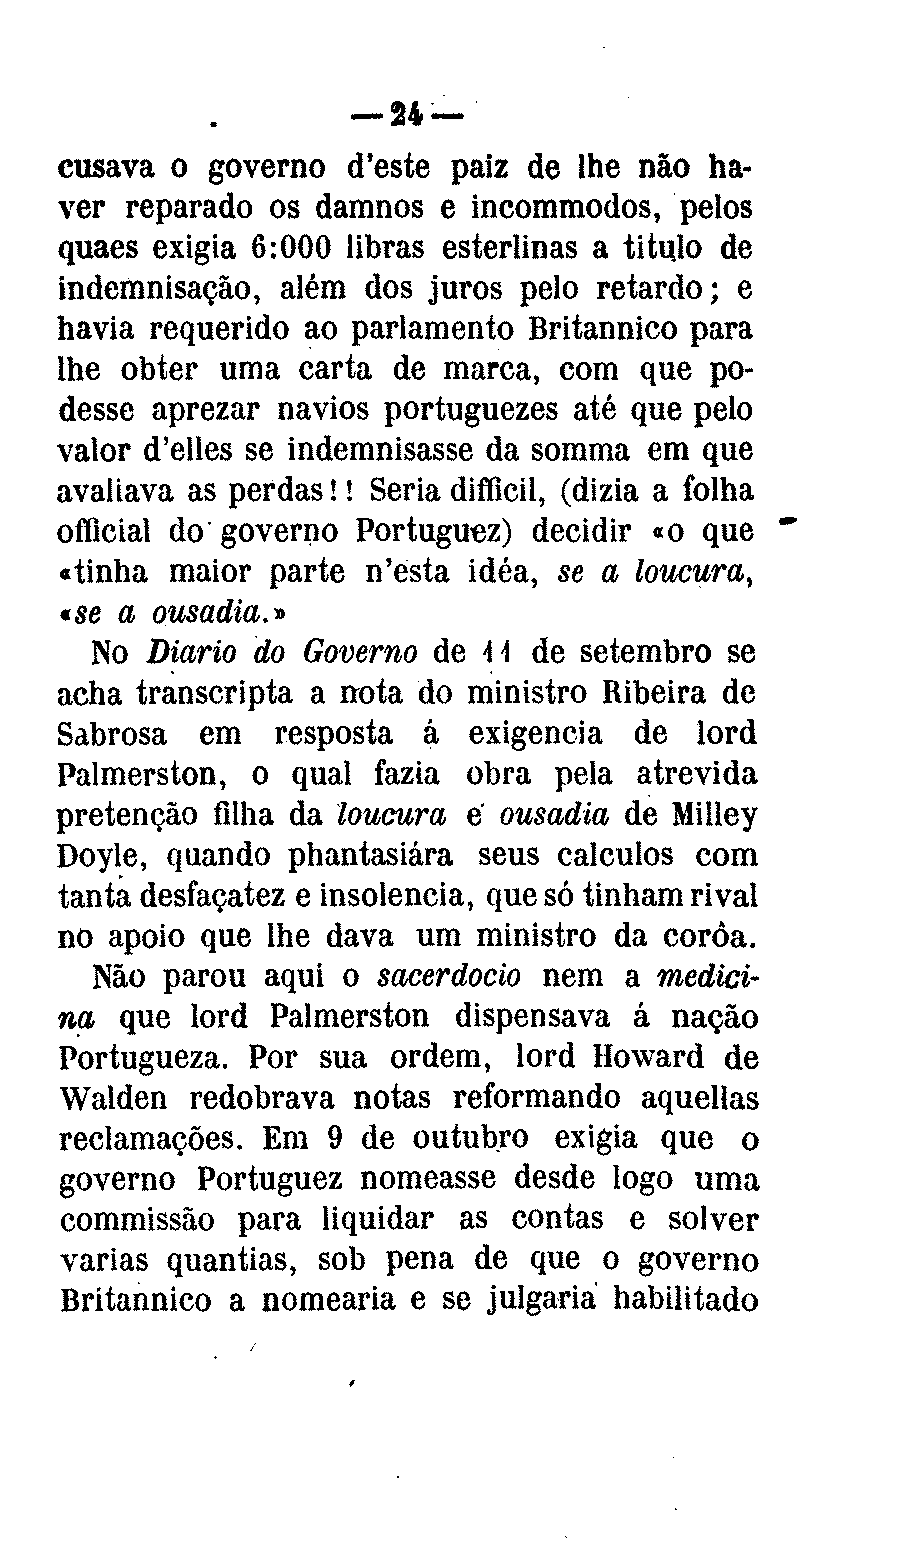 — 24 —
cusava o governo d'este paiz de lhe não ha-
ver reparado os damnos e incommodos, pelos
quaes exigia 6:000 libras esterlinas a titulo de
indemnisação, além dos juros pelo retardo; e
havia requerido ao parlamento Britannico para
lhe obter uma carta de marca, com que po-
desse aprezar navios portuguezes até que pelo
valor d'elles se indemnisasse da somma em que
avaliava as perdas!! Seria difficil, (dizia a folha
official do governo Portuguez) decidir «o que
«tinha maior parte n'esta idéa, se a loucura,
«se a ousadia.»
No Diario do Governo de 11 de setembro se
acha transcripta a nota do ministro Ribeira de
Sabrosa em resposta á exigencia de lord
Palmerston, o qual fazia obra pela atrevida
pretenção filha da loucura e ousadia de Milley
Doyle, quando phantasiára seus calculos com
tanta desfaçatez e insolencia, que só tinham rival
no apoio que lhe dava um ministro da corôa.
Não parou aqui o sacerdocio nem a medici-
na que lord Palmerston dispensava á nação
Portugueza. Por sua ordem, lord Howard de
Walden redobrava notas reformando aquellas
reclamações. Em 9 de outubro exigia que o
governo Portuguez nomeasse desde logo uma
commissão para liquidar as contas e solver
varias quantias, sob pena de que o governo
Britannico a nomearia e se julgaria habilitado